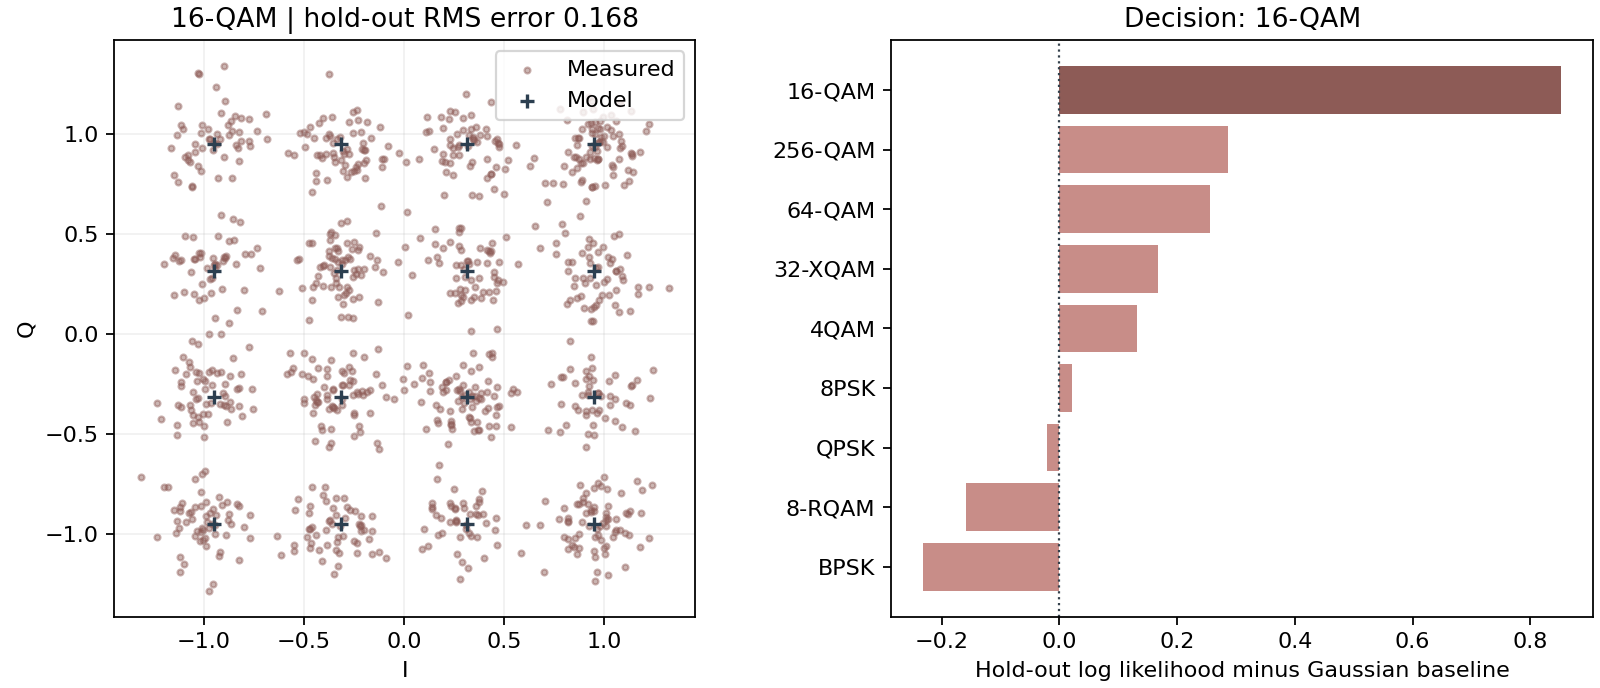 16-QAM | hold-out RMS error 0.168
Measured
Model
1.0
0.5
0.0
−0.5
−1.0
Q
−1.0
−0.5
0.0
0.5
1.0
I
Decision: 16-QAM
16-QAM
256-QAM
64-QAM
32-XQAM
4QAM
8PSK
QPSK
8-RQAM
BPSK
−0.2
0.0
0.2
0.4
0.6
0.8
Hold-out log likelihood minus Gaussian baseline